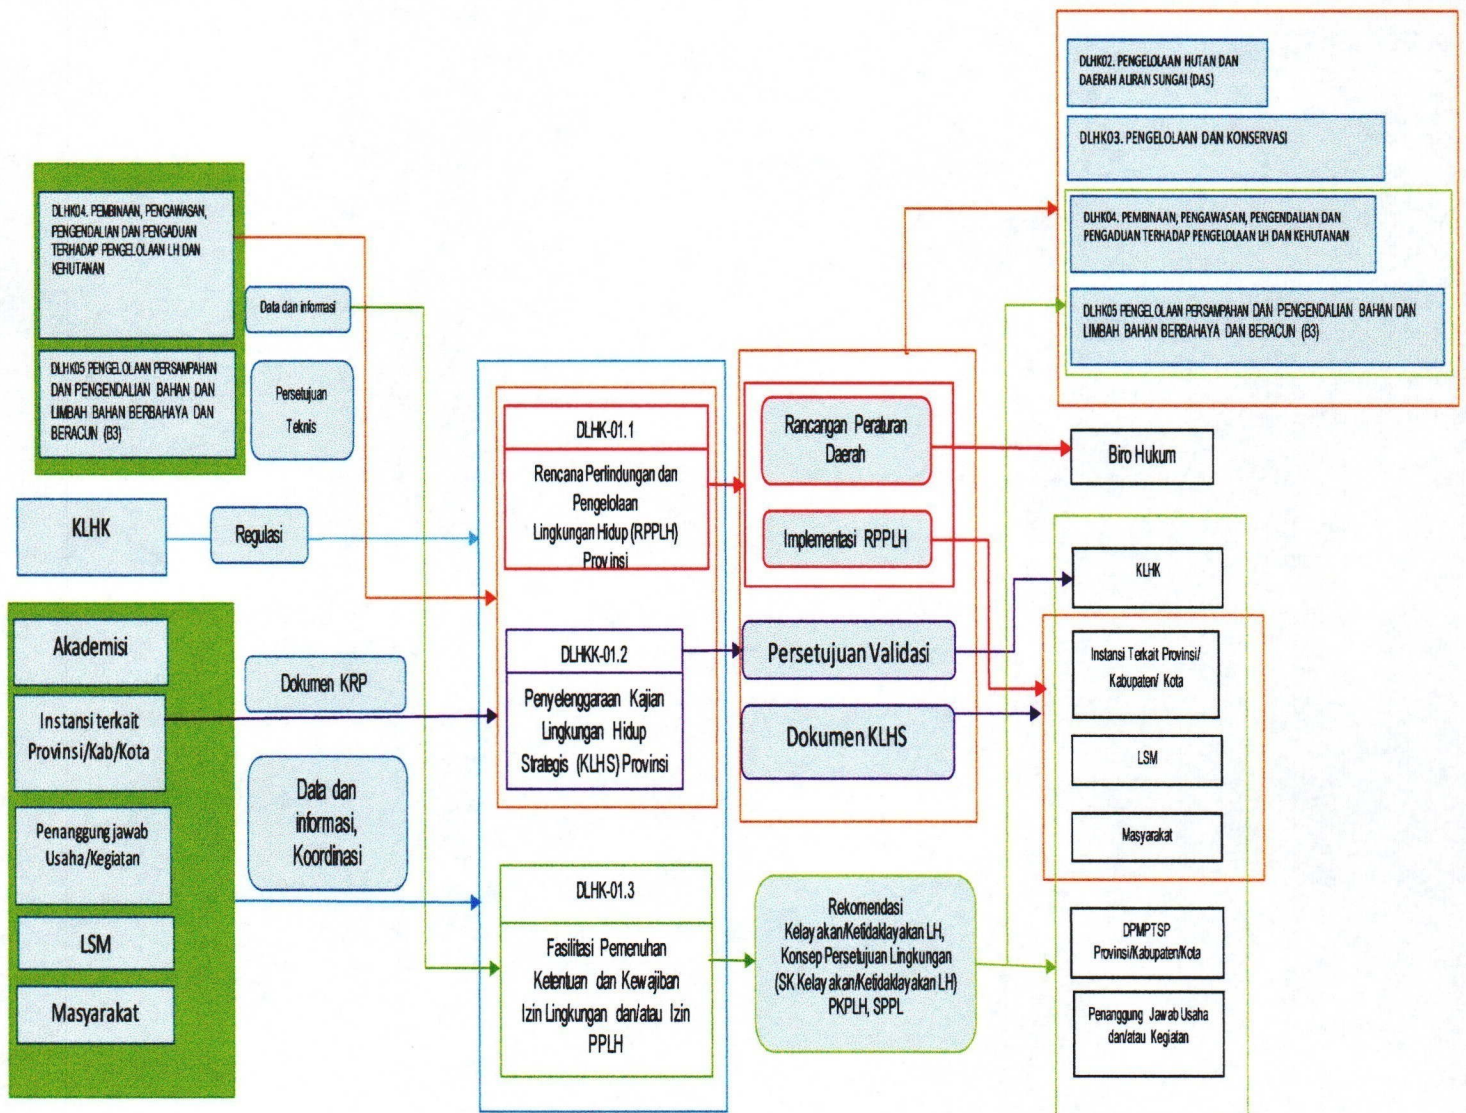 DLHK04. PEMBINAAN, PENGAWASAN,
PENGENDALIAN DAN PENGADUAN
TERHADAP PENGELOLAAN LH DAN
KEHUTANAN
DLHK05 PENGELOLAAN PERSAMPAHAN
DAN PENGENDALIAN BAHAN DAN
LIMBAH BAHAN BERBAHAYA DAN
BERACUN (B3)
Data dan informasi
Persetujuan
Teknis
KLHK
Regulasi
Akademisi
Instansi terkait
Provinsi/Kab/Kota
Penanggung jawab
Usaha/Kegiatan
LSM
Masyarakat
Dokumen KRP
Data dan
informasi,
Koordinasi
DLHK-01.1
Rencana Perlindungan dan
Pengelolaan
Lingkungan Hidup (RPPLH)
Provinsi
DLHKK-01.2
Penyelenggaraan Kajian
Lingkungan Hidup
Strategis (KLHS) Provinsi
DLHK-01.3
Fasilitasi Pemenuhan
Ketentuan dan Kewajiban
Izin Lingkungan dan/atau Izin
PPLH
Rancangan Peraturan
Daerah
Implementasi RPPLH
Persetujuan Validasi
Dokumen KLHS
Rekomendasi
Kelayakan/Ketidaklayakan LH,
Konsep Persetujuan Lingkungan
(SK Kelayakan/Ketidaklayakan LH)
PKPLH, SPPL
DLHK02. PENGELOLAAN HUTAN DAN
DAERAH ALIRAN SUNGAI (DAS)
DLHK03. PENGELOLAAN DAN KONSERVASI
DLHK04. PEMBINAAN, PENGAWASAN, PENGENDALIAN DAN
PENGADUAN TERHADAP PENGELOLAAN LH DAN KEHUTANAN
DLHK05 PENGELOLAAN PERSAMPAHAN DAN PENGENDALIAN BAHAN DAN
LIMBAH BAHAN BERBAHAYA DAN BERACUN (B3)
Biro Hukum
KLHK
Instansi Terkait Provinsi/
Kabupaten/ Kota
LSM
Masyarakat
DPMPTSP
Provinsi/Kabupaten/Kota
Penanggung Jawab Usaha
dan/atau Kegiatan